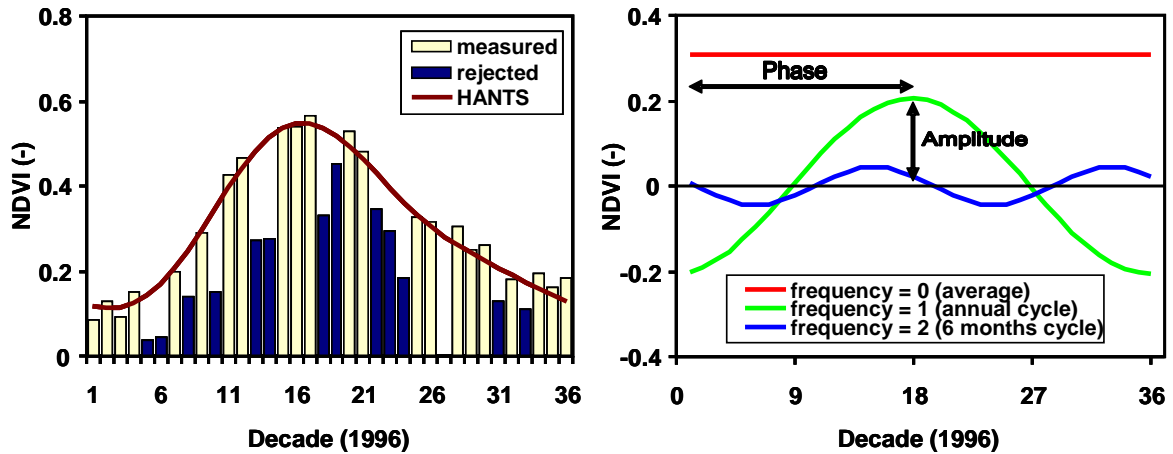 0.8
0.6
0.4
0.2
0
NDVI (-)
measured
rejected
HANTS
1 6 11 16 21 26 31 36
Decade (1996)
0.4
0.2
0
-0.2
-0.4
NDVI (-)
Phase
Amplitude
frequency = 0 (average)
frequency = 1 (annual cycle)
frequency = 2 (6 months cycle)
0 9 18 27 36
Decade (1996)